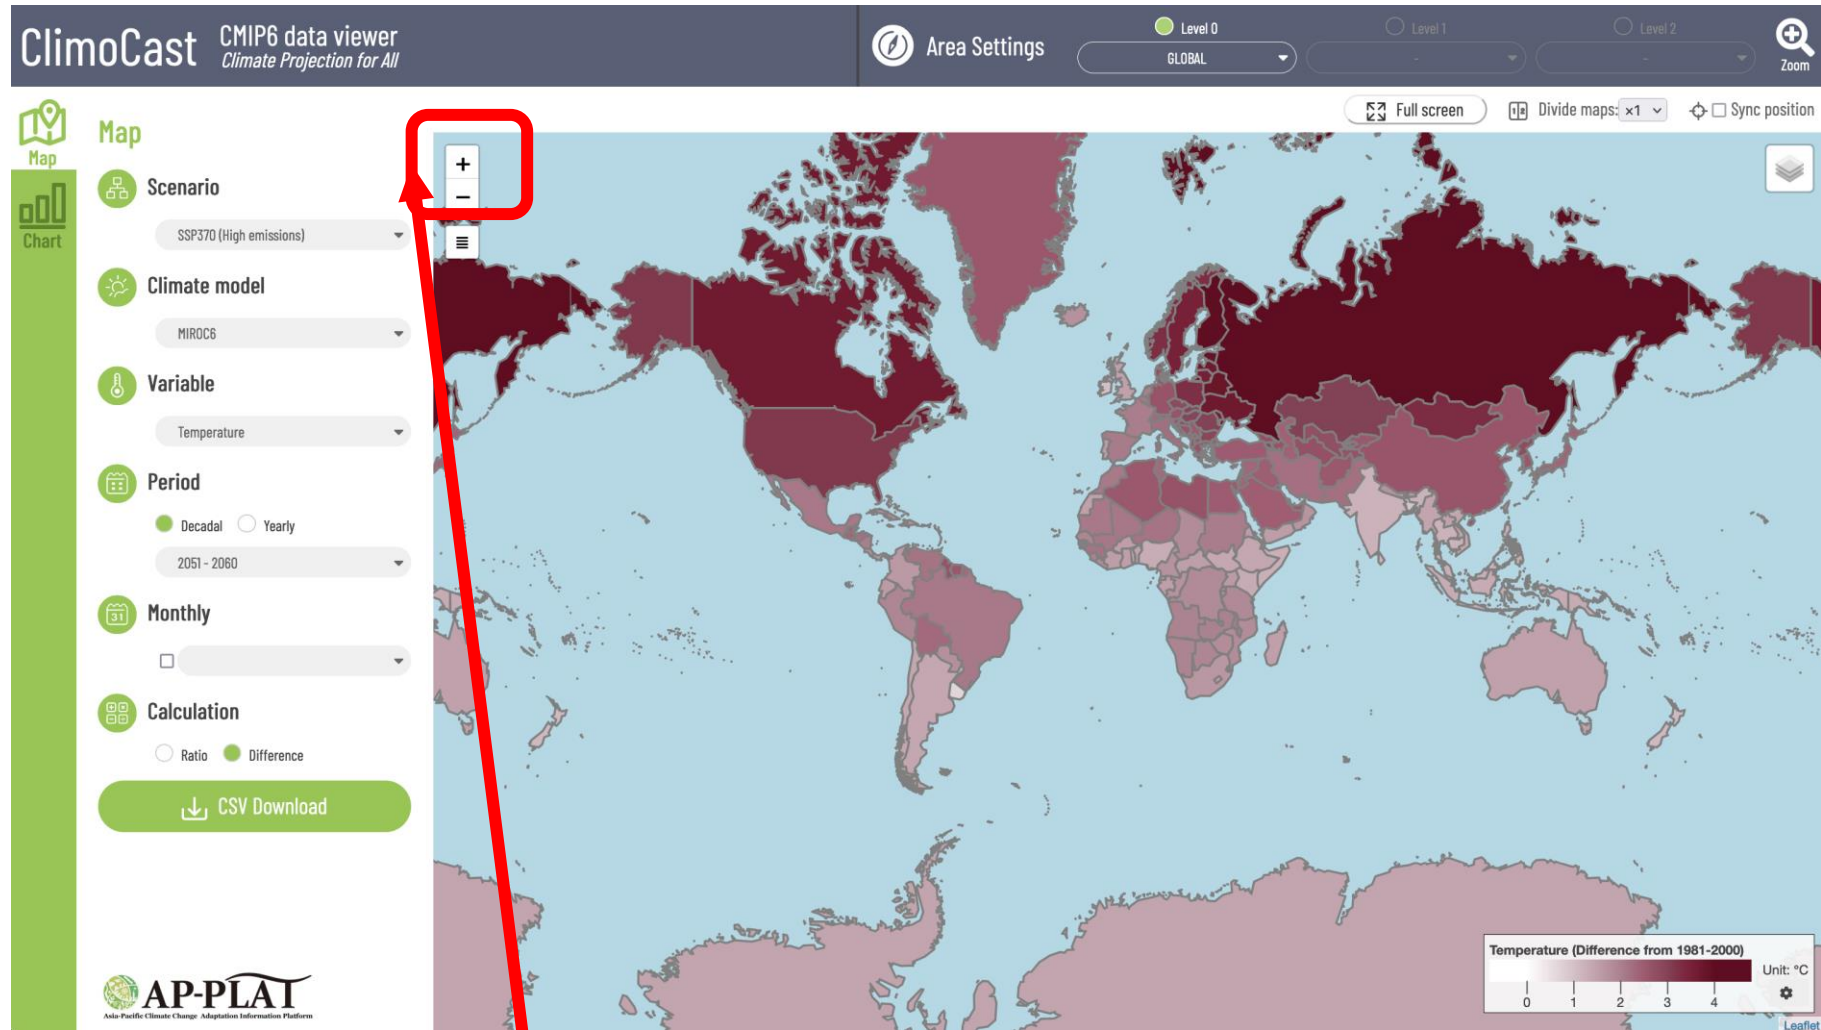 ClimoCast
CMIP6 data viewer
Climate Projection for All
Area Settings
Level 0
GLOBAL
Level 1
-
Level 2
-
Zoom
Full screen
Divide maps: ×1
Sync position
Map
Chart
Map
Scenario
SSP370 (High emissions)
Climate model
MIROC6
Variable
Temperature
Period
Decadal Yearly
2051 - 2060
Monthly
Calculation
Ratio Difference
CSV Download
AP-PLAT
Asia-Pacific Climate Change Adaptation Information Platform
+
−
Temperature (Difference from 1981-2000)
Unit: °C
0 1 2 3 4
Leaflet